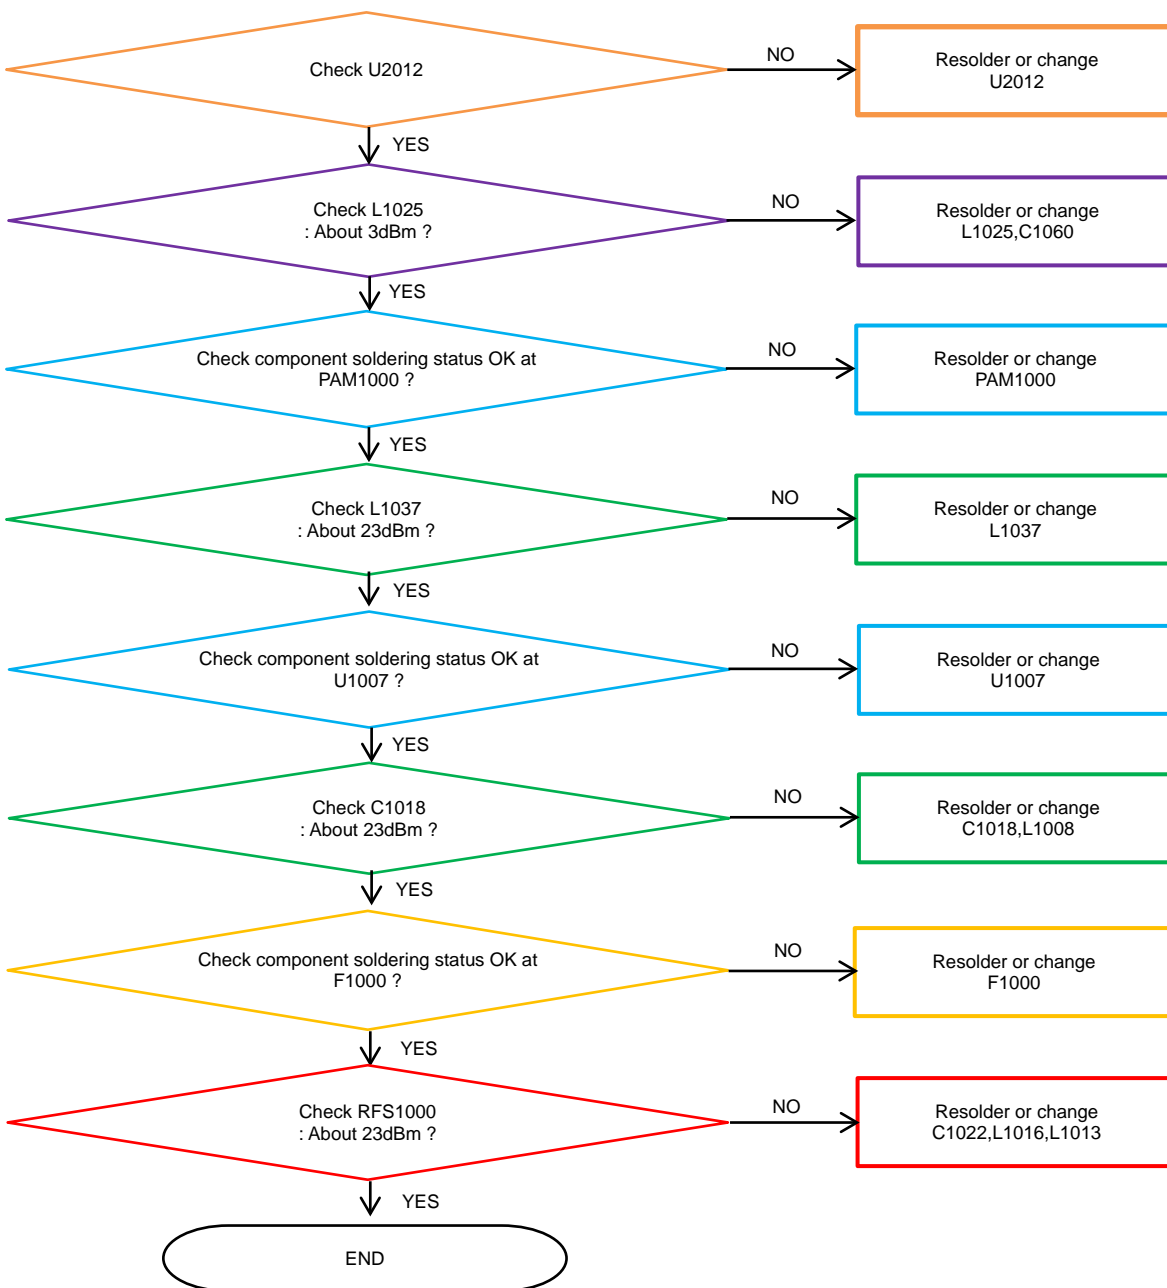 Check U2012
NO
Resolder or change
U2012
YES
Check L1025
: About 3dBm ?
NO
Resolder or change
L1025,C1060
YES
Check component soldering status OK at
PAM1000 ?
NO
Resolder or change
PAM1000
YES
Check L1037
: About 23dBm ?
NO
Resolder or change
L1037
YES
Check component soldering status OK at
U1007 ?
NO
Resolder or change
U1007
YES
Check C1018
: About 23dBm ?
NO
Resolder or change
C1018,L1008
YES
Check component soldering status OK at
F1000 ?
NO
Resolder or change
F1000
YES
Check RFS1000
: About 23dBm ?
NO
Resolder or change
C1022,L1016,L1013
YES
END